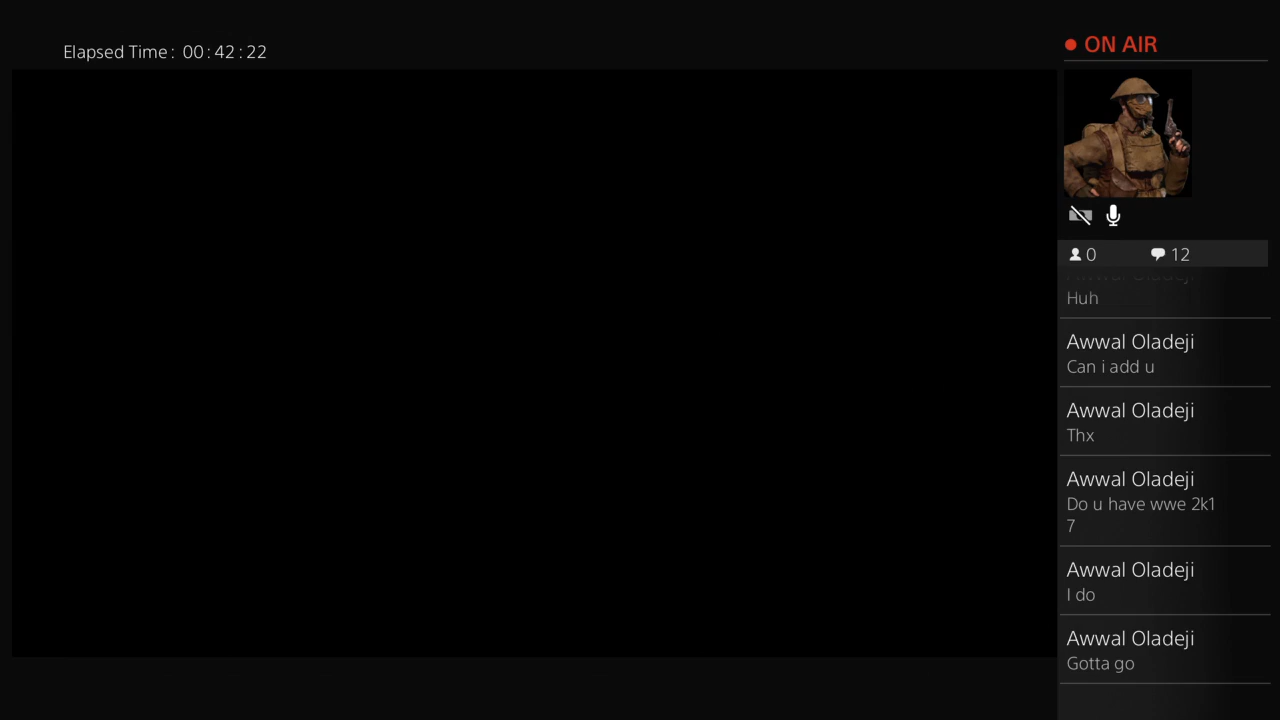 Elapsed Time: 00:42:22
ON AIR
0 12
Huh
Awwal Oladeji
Can i add u
Awwal Oladeji
Thx
Awwal Oladeji
Do u have wwe 2k1
7
Awwal Oladeji
I do
Awwal Oladeji
Gotta go